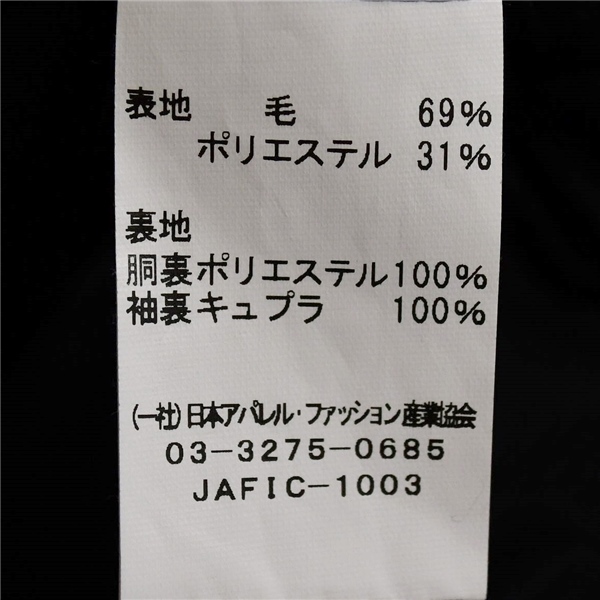 表地 毛 69%
ポリエステル 31%
裏地
胴裏ポリエステル100%
袖裏キュプラ 100%
(一社)日本アパレル・ファッション産業協会
03-3275-0685
JAFIC-1003